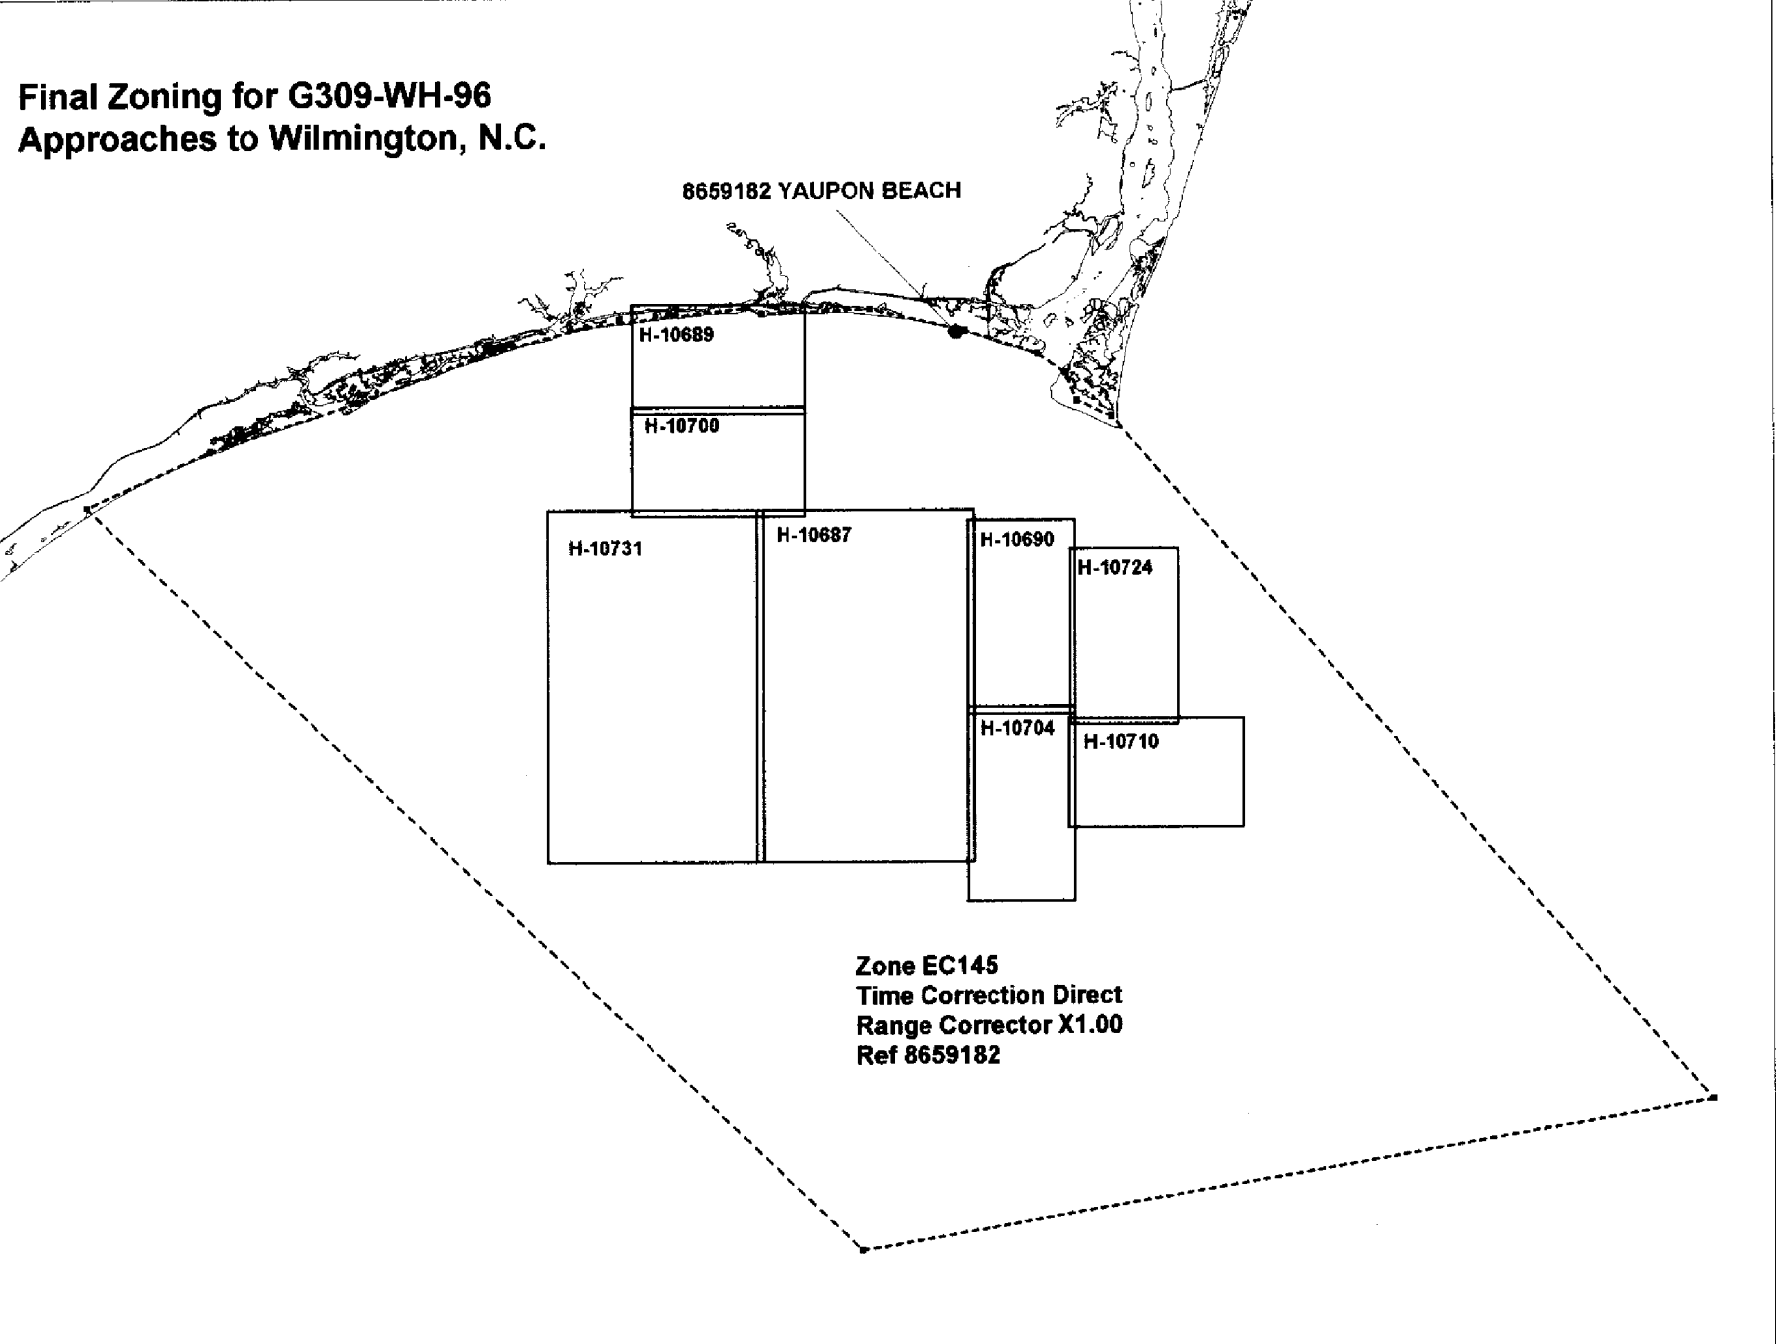 Final Zoning for G309-WH-96
Approaches to Wilmington, N.C.
8659182 YAUPON BEACH
H-10689
H-10700
H-10731
H-10687
H-10690
H-10724
H-10704
H-10710
Zone EC145
Time Correction Direct
Range Corrector X1.00
Ref 8659182